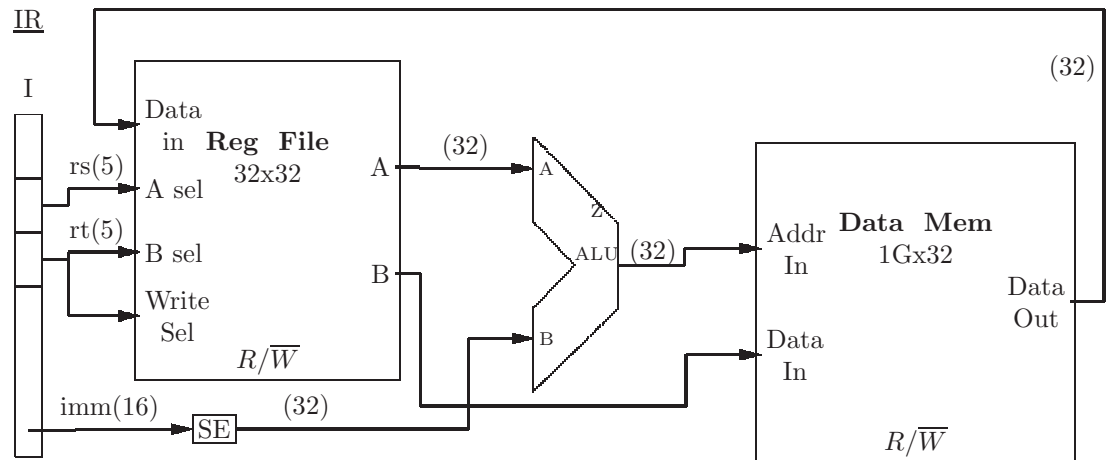 IR
(32)
I
Data
in
Reg File
32x32
rs(5)
A sel
rt(5)
B sel
Write
Sel
R/W̅
A
(32)
B
A
Z
ALU
B
(32)
Data Mem
1Gx32
Addr
In
Data
In
Data
Out
R/W̅
imm(16)
SE
(32)